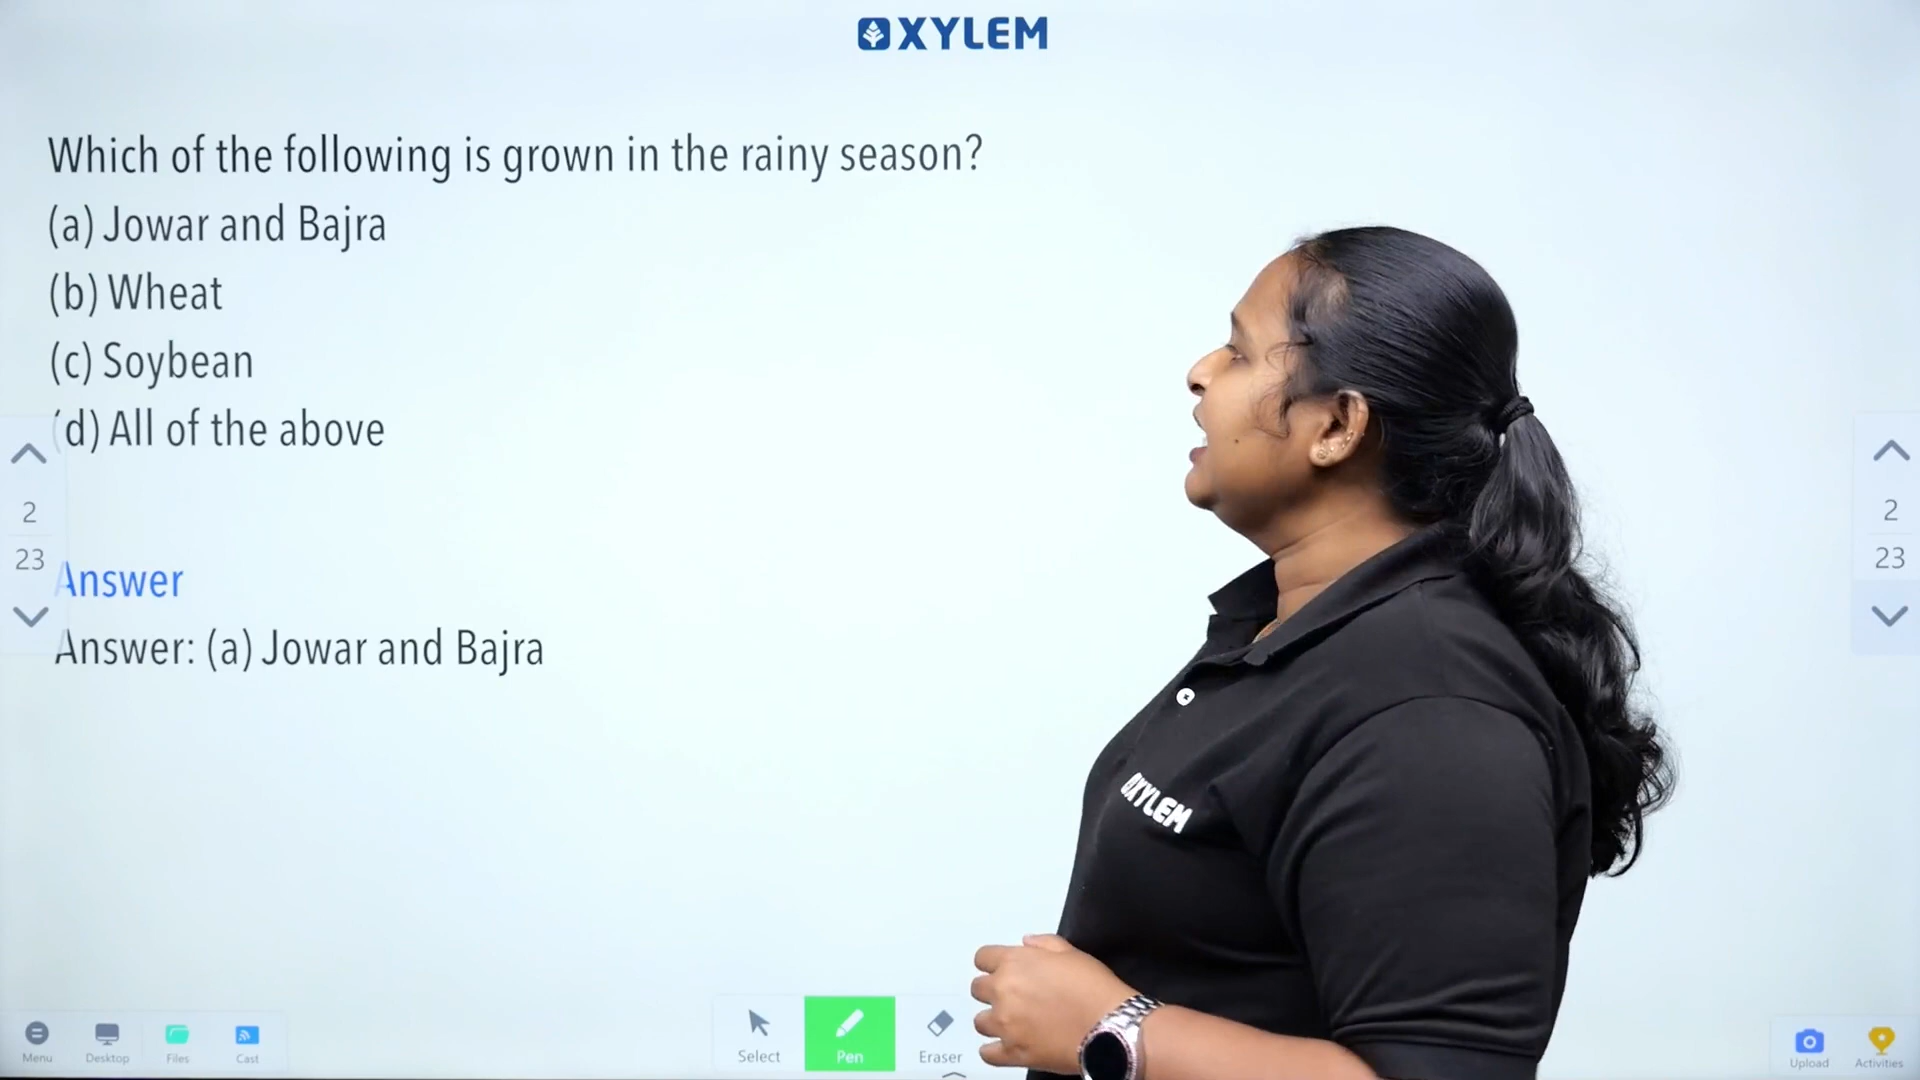 XYLEM
Which of the following is grown in the rainy season?
(a) Jowar and Bajra
(b) Wheat
(c) Soybean
(d) All of the above
2
23
2
23
Answer
Answer: (a) Jowar and Bajra
XYLEM
Menu
Desktop
Files
Cast
Select
Pen
Eraser
Upload
Activities